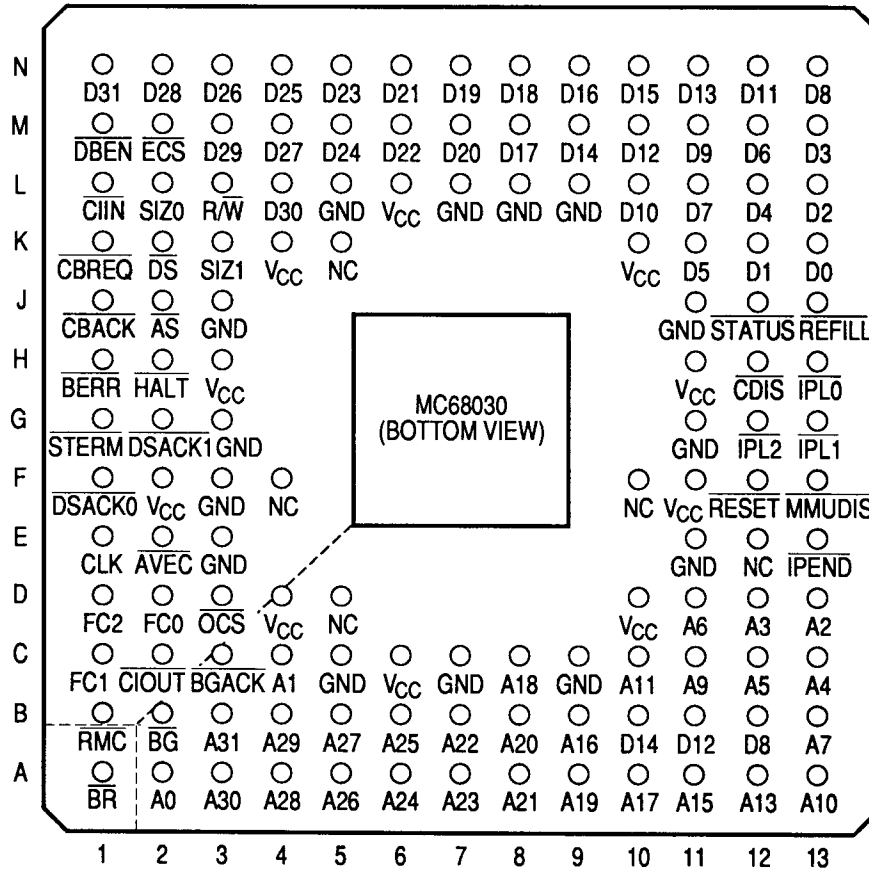 N
D31 D28 D26 D25 D23 D21 D19 D18 D16 D15 D13 D11 D8
M
DBEN ECS D29 D27 D24 D22 D20 D17 D14 D12 D9 D6 D3
L
CIIN SIZ0 R/W D30 GND VCC GND GND GND D10 D7 D4 D2
K
CBREQ DS SIZ1 VCC NC VCC D5 D1 D0
J
CBACK AS GND GND STATUS REFILL
H
BERR HALT VCC VCC CDIS IPL0
MC68030
G
(BOTTOM VIEW)
STERM DSACK1 GND GND IPL2 IPL1
F
DSACK0 VCC GND NC NC VCC RESET MMUDIS
E
CLK AVEC GND GND NC IPEND
D
FC2 FC0 OCS VCC NC VCC A6 A3 A2
C
FC1 CIOUT BGACK A1 GND VCC GND A18 GND A11 A9 A5 A4
B
RMC BG A31 A29 A27 A25 A22 A20 A16 D14 D12 D8 A7
A
BR A0 A30 A28 A26 A24 A23 A21 A19 A17 A15 A13 A10
1 2 3 4 5 6 7 8 9 10 11 12 13